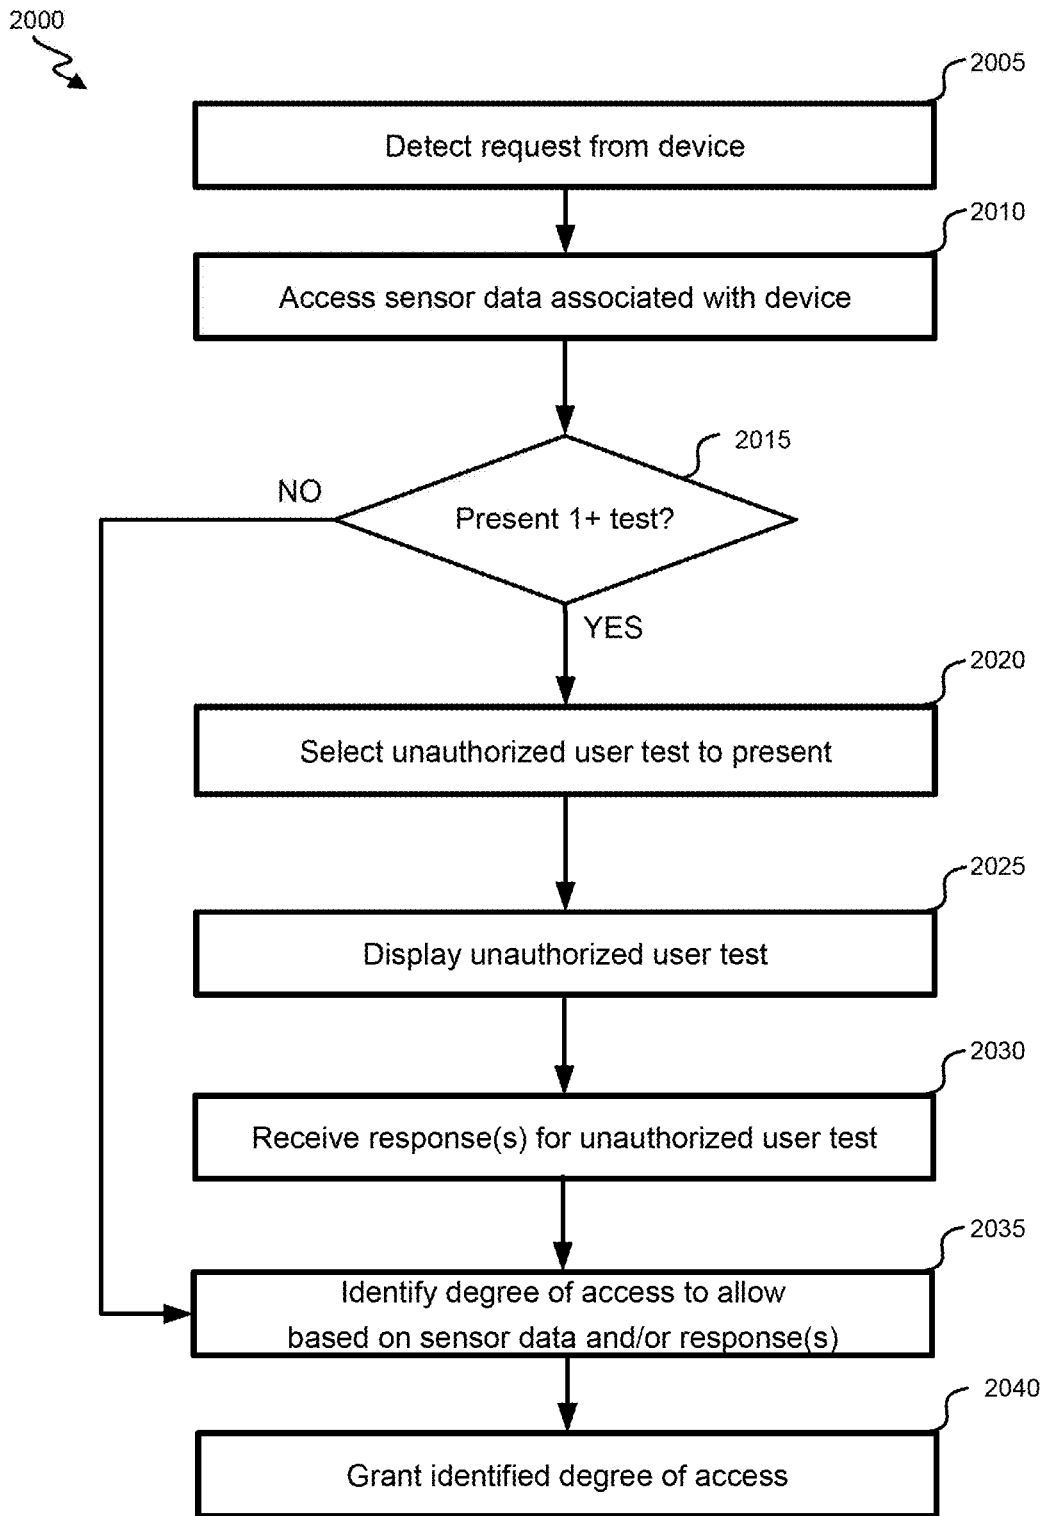 2000
2005
Detect request from device
2010
Access sensor data associated with device
2015
NO
Present 1+ test?
YES
2020
Select unauthorized user test to present
2025
Display unauthorized user test
2030
Receive response(s) for unauthorized user test
2035
Identify degree of access to allow
based on sensor data and/or response(s)
2040
Grant identified degree of access